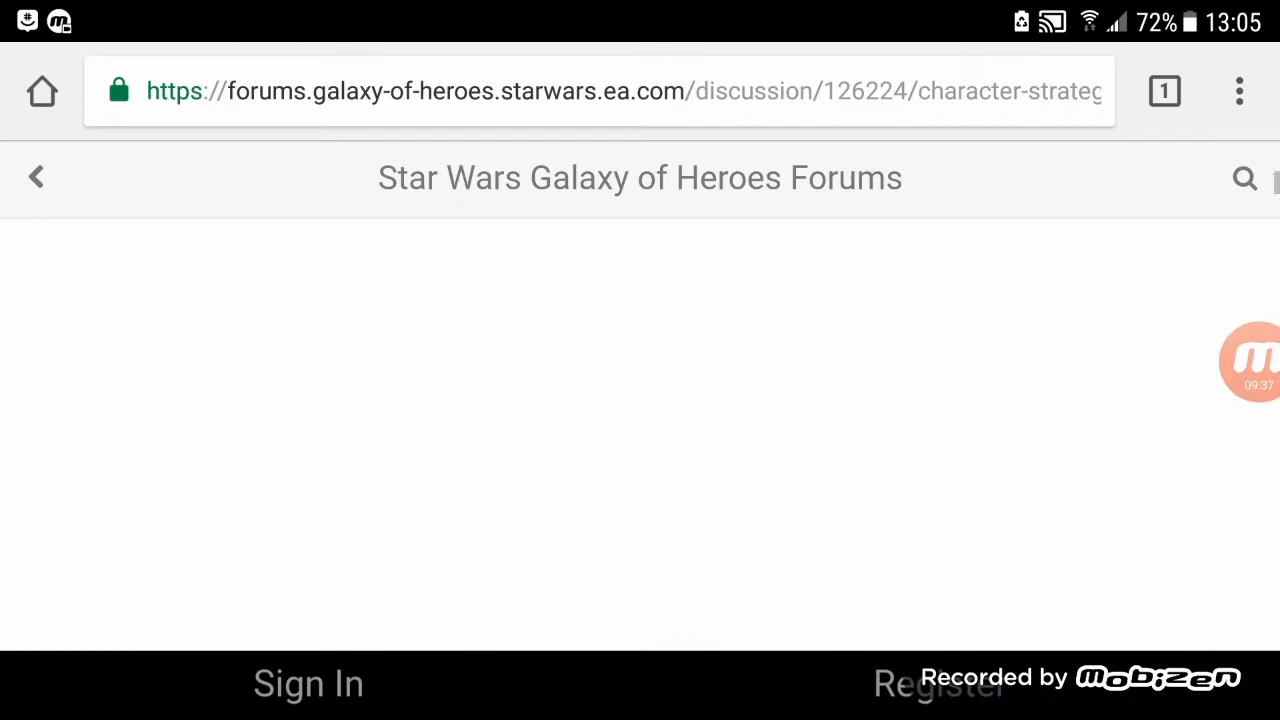 72% 13:05
https://forums.galaxy-of-heroes.starwars.ea.com/discussion/126224/character-strateg
1
Star Wars Galaxy of Heroes Forums
09:37
Sign In
Register
Recorded by mobizen